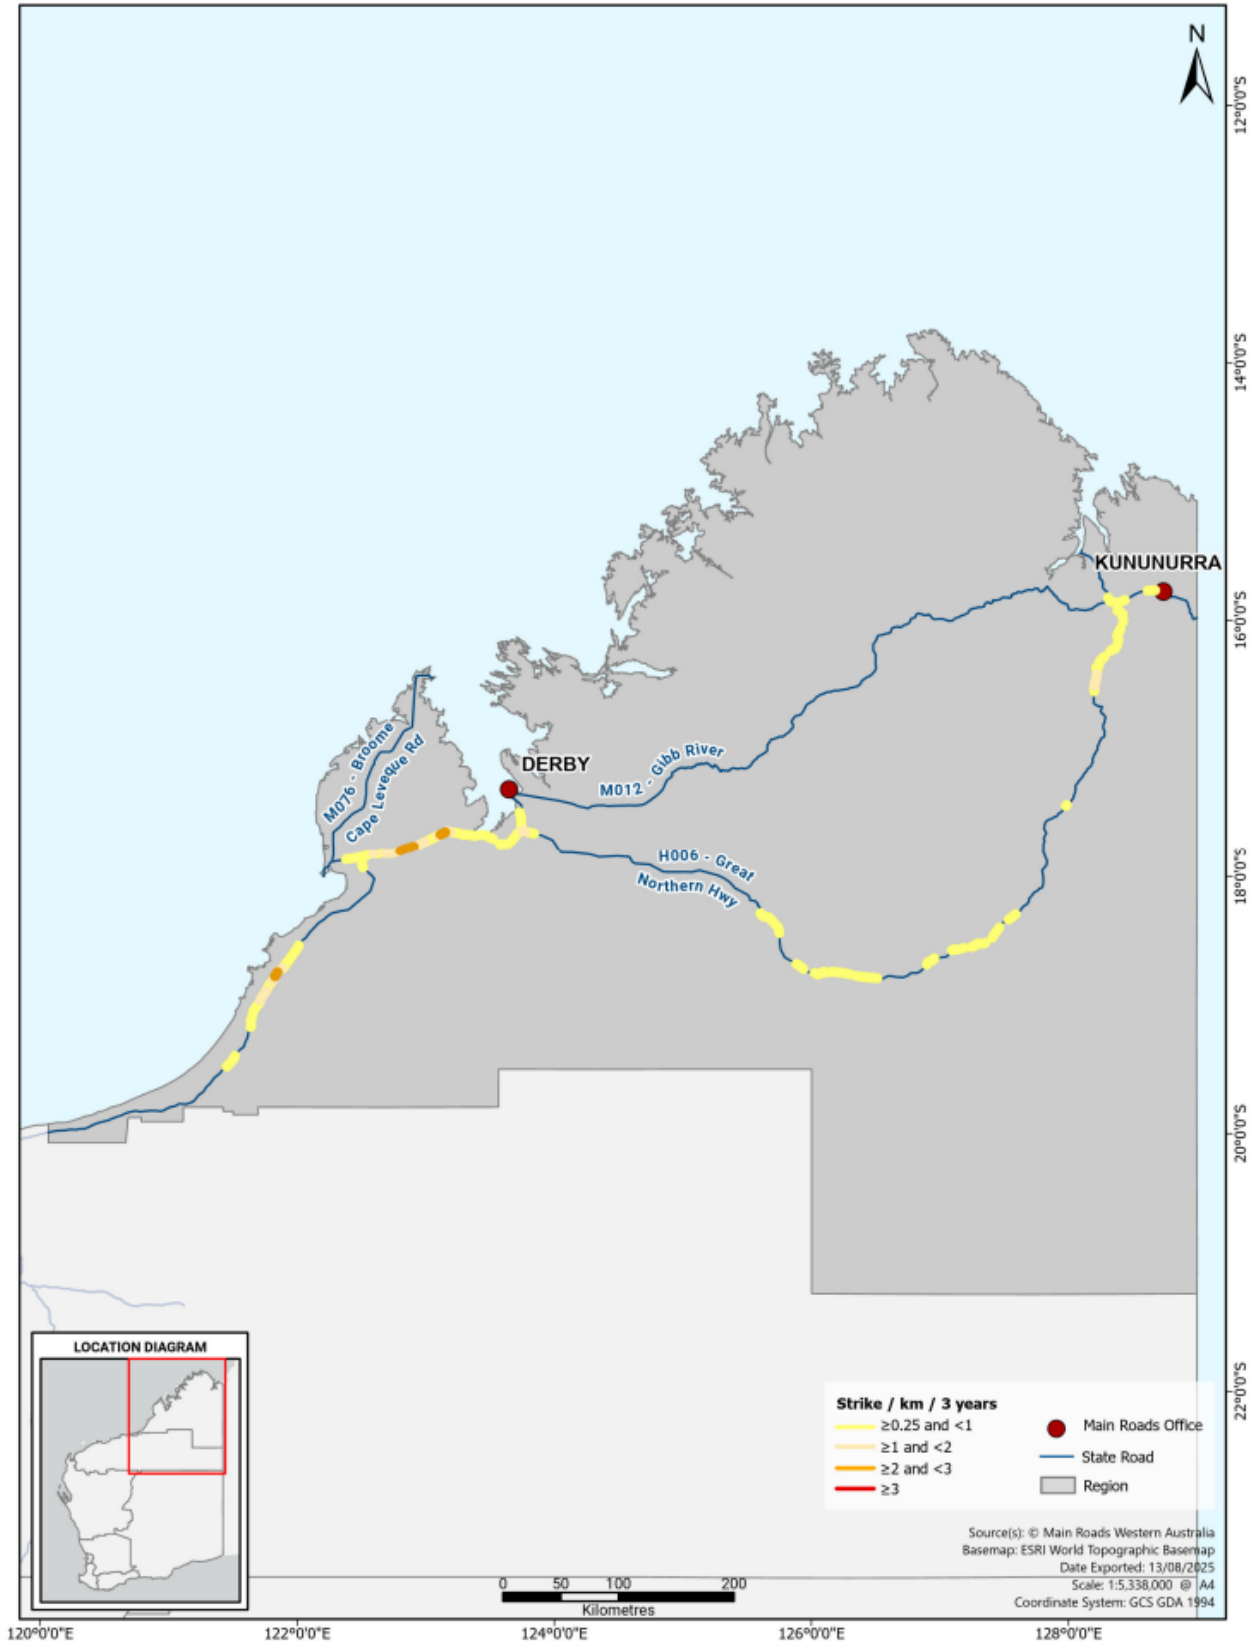 N
12°0'0"S
14°0'0"S
KUNUNURRA
16°0'0"S
M076 - Broome
Cape Leveque Rd
DERBY
M012 - Gibb River
H006 - Great
Northern Hwy
18°0'0"S
20°0'0"S
22°0'0"S
LOCATION DIAGRAM
Strike / km / 3 years
≥0.25 and <1
≥1 and <2
≥2 and <3
≥3
Main Roads Office
State Road
Region
Source(s): © Main Roads Western Australia
Basemap: ESRI World Topographic Basemap
Date Exported: 13/08/2025
Scale: 1:5,338,000 @ A4
Coordinate System: GCS GDA 1994
0 50 100 200
Kilometres
120°0'0"E 122°0'0"E 124°0'0"E 126°0'0"E 128°0'0"E